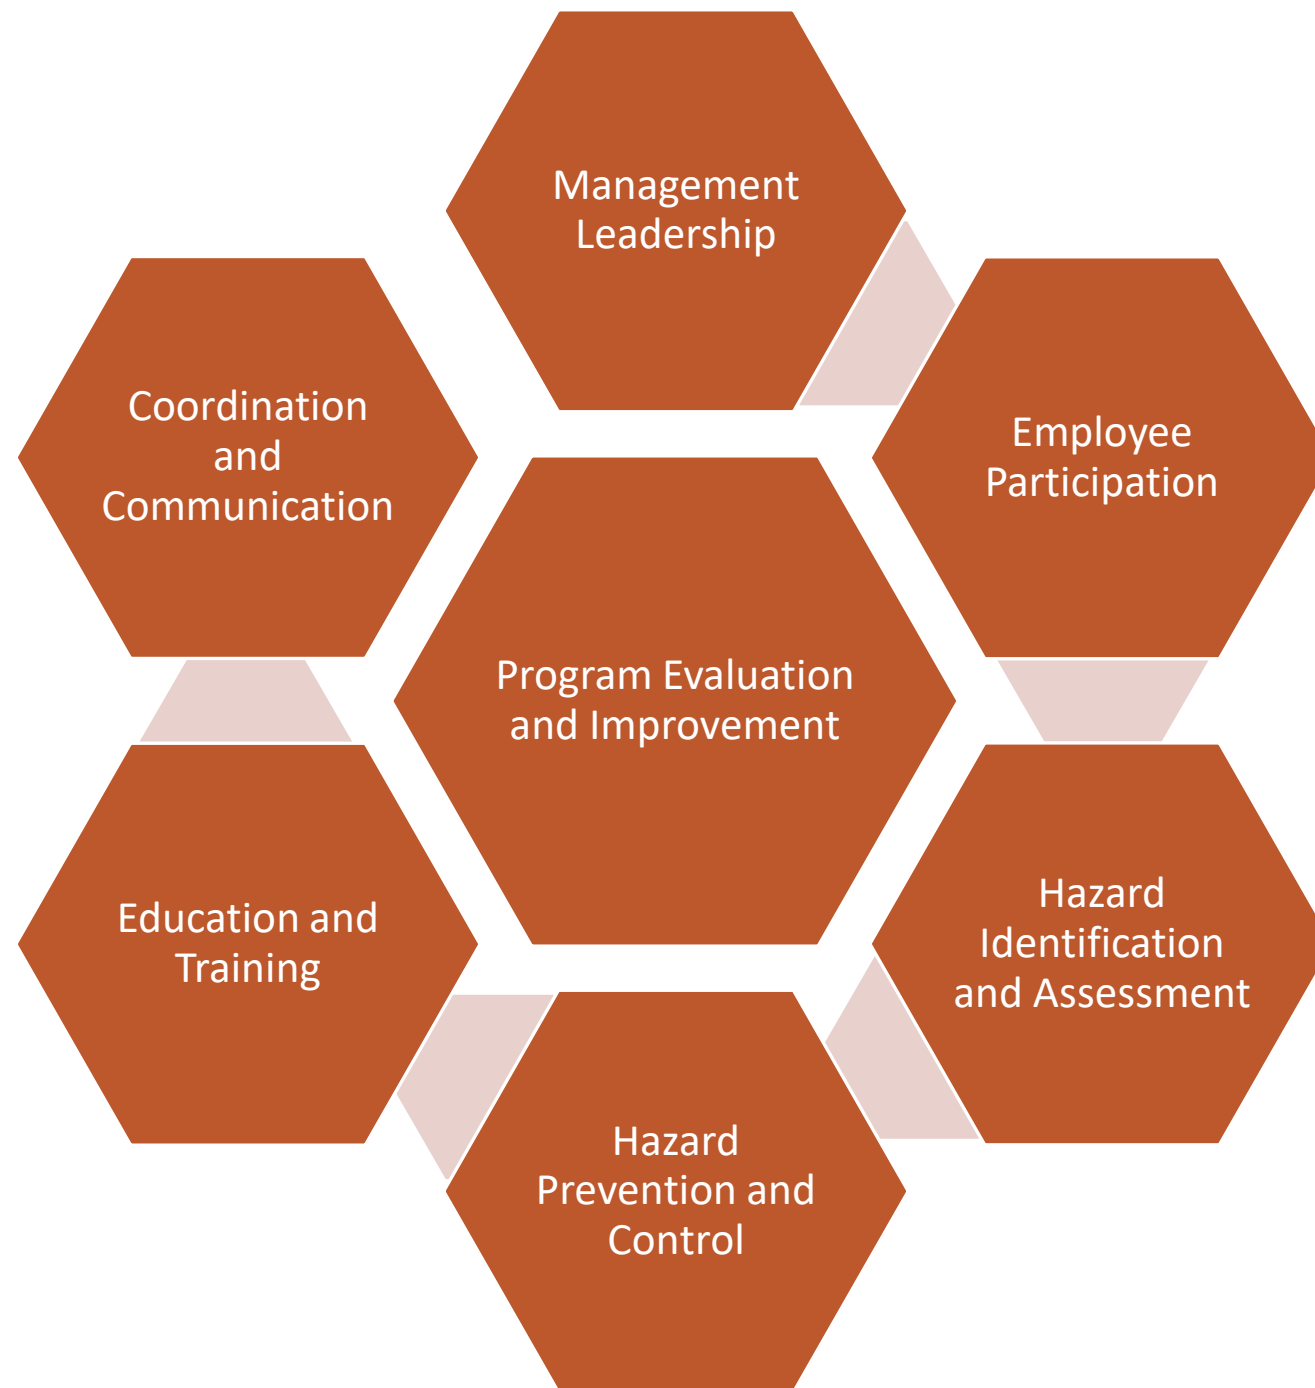 Management
Leadership
Employee
Participation
Hazard
Identification
and Assessment
Hazard
Prevention and
Control
Education and
Training
Coordination
and
Communication
Program Evaluation
and Improvement